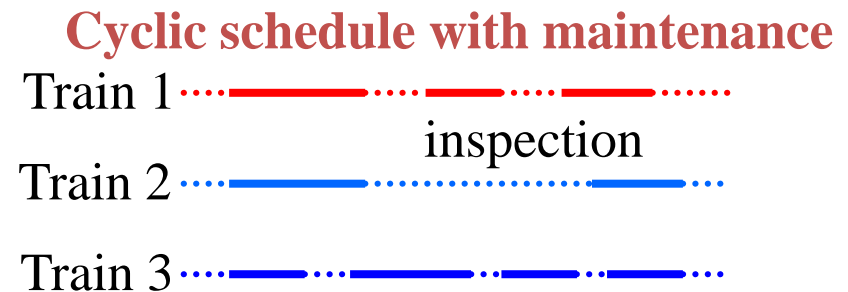 Cyclic schedule with maintenance
Train 1
inspection
Train 2
Train 3